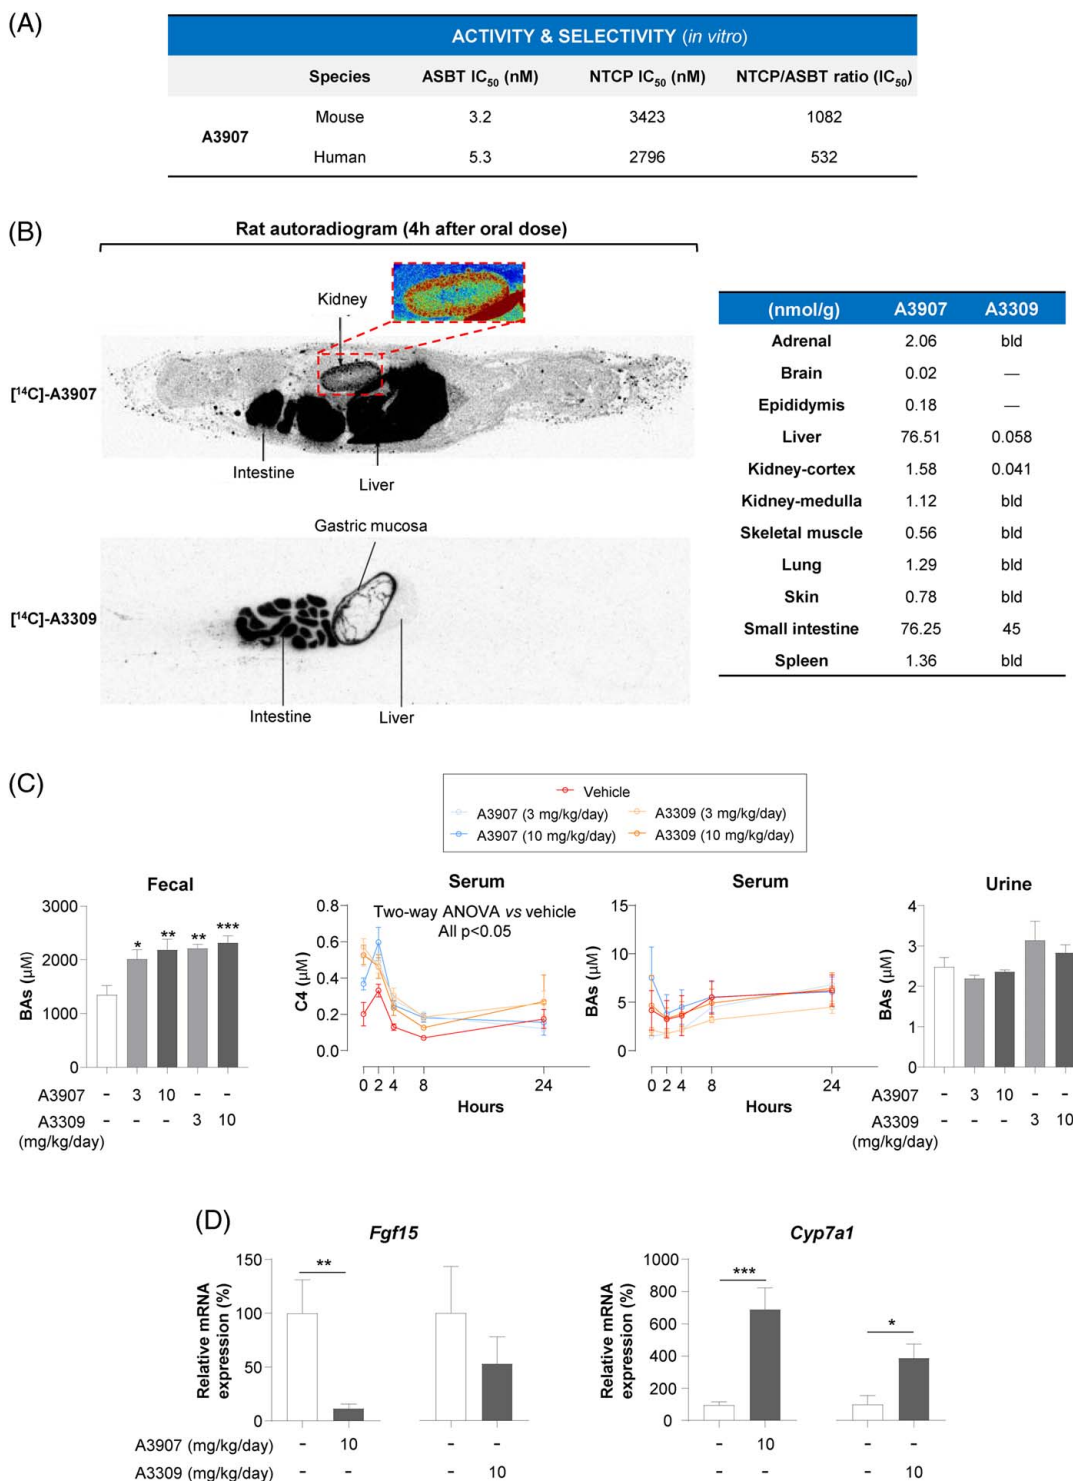 (A)
ACTIVITY & SELECTIVITY (in vitro)
Species ASBT IC50 (nM) NTCP IC50 (nM) NTCP/ASBT ratio (IC50)
A3907
Mouse 3.2 3423 1082
Human 5.3 2796 532
(B)
Rat autoradiogram (4h after oral dose)
Kidney
[14C]-A3907
Intestine
Liver
Gastric mucosa
[14C]-A3309
Intestine
Liver
(nmol/g) A3907 A3309
Adrenal 2.06 bld
Brain 0.02 —
Epididymis 0.18 —
Liver 76.51 0.058
Kidney-cortex 1.58 0.041
Kidney-medulla 1.12 bld
Skeletal muscle 0.56 bld
Lung 1.29 bld
Skin 0.78 bld
Small intestine 76.25 45
Spleen 1.36 bld
(C)
Vehicle
A3907 (3 mg/kg/day) A3309 (3 mg/kg/day)
A3907 (10 mg/kg/day) A3309 (10 mg/kg/day)
Fecal
BAs (μM)
3000
2000
1000
0
* ** ** ***
A3907 - 3 10 - -
A3309 - - - 3 10
(mg/kg/day)
Serum
Two-way ANOVA vs vehicle
All p<0.05
C4 (μM)
0.8
0.6
0.4
0.2
0.0
0 2 4 8 24
Hours
Serum
BAs (μM)
15
10
5
0
0 2 4 8 24
Hours
Urine
BAs (μM)
4
3
2
1
0
A3907 - 3 10 - -
A3309 - - - 3 10
(mg/kg/day)
(D)
Fgf15
Relative mRNA
expression (%)
150
100
50
0
**
A3907 (mg/kg/day) - 10 - -
A3309 (mg/kg/day) - - - 10
Cyp7a1
Relative mRNA
expression (%)
1000
800
600
400
200
0
***
*
- 10 - -
- - - 10